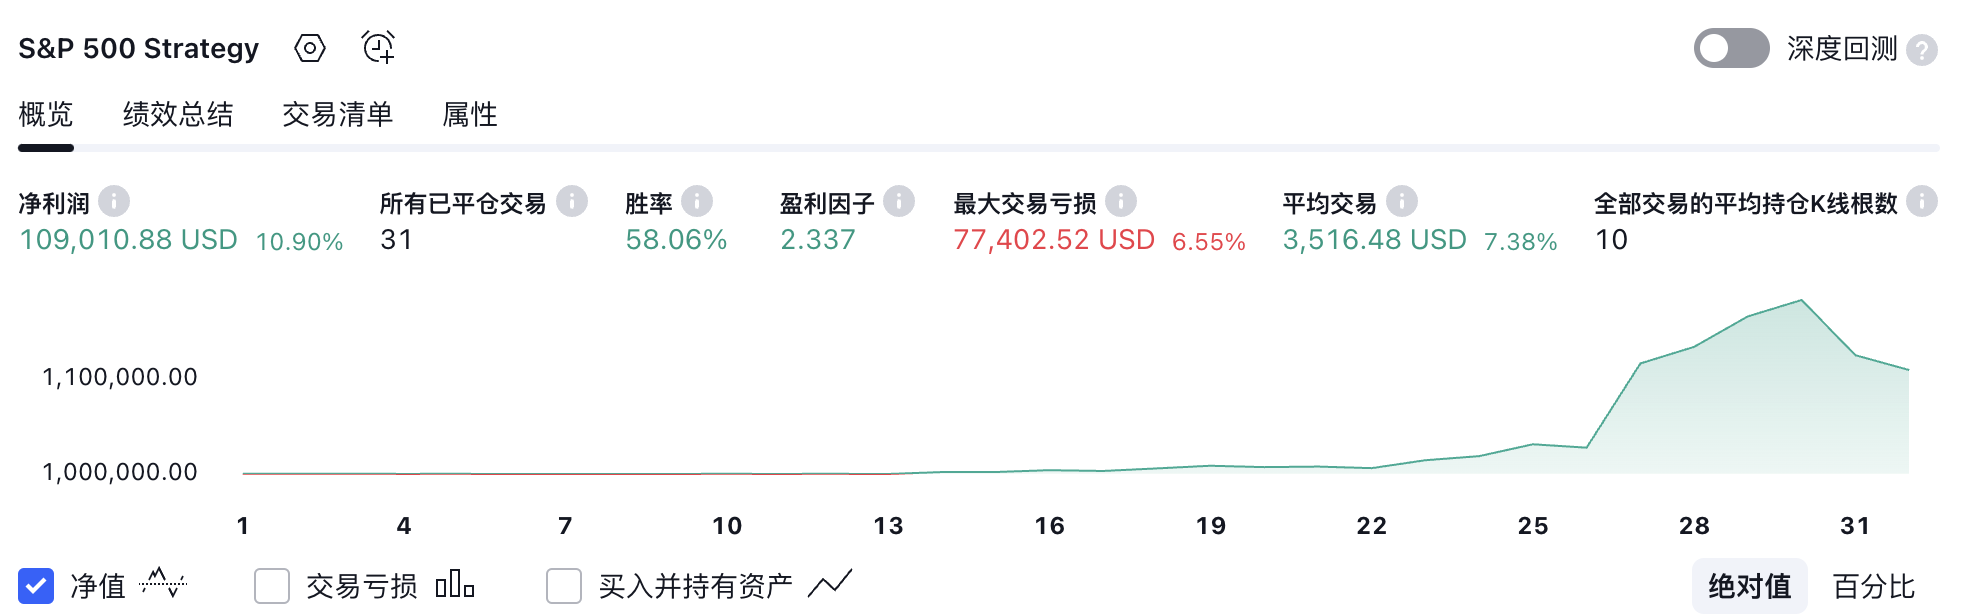 S&P 500 Strategy 深度回测 ?
概览 绩效总结 交易清单 属性
净利润 所有已平仓交易 胜率 盈利因子 最大交易亏损 平均交易 全部交易的平均持仓K线根数
109,010.88 USD 10.90% 31 58.06% 2.337 77,402.52 USD 6.55% 3,516.48 USD 7.38% 10
1,100,000.00
1,000,000.00
1 4 7 10 13 16 19 22 25 28 31
净值 交易亏损 买入并持有资产 绝对值 百分比